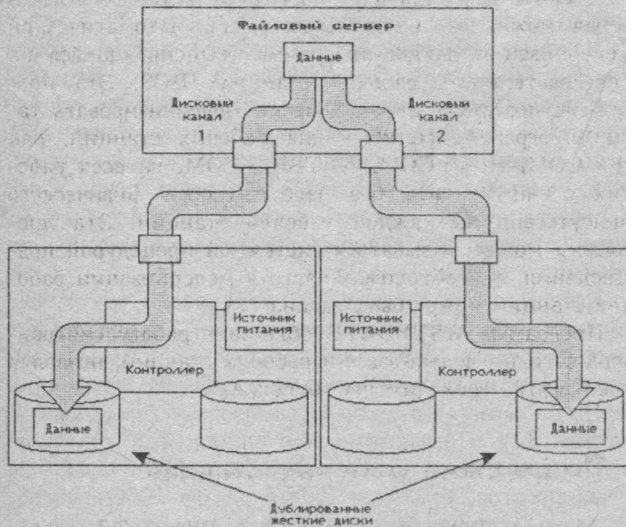 Файловый сервер
Данные
Дисковый
канал
1
Дисковый
канал
2
Источник
питания
Источник
питания
Контроллер
Контроллер
Данные
Данные
Дублированные
жесткие диски